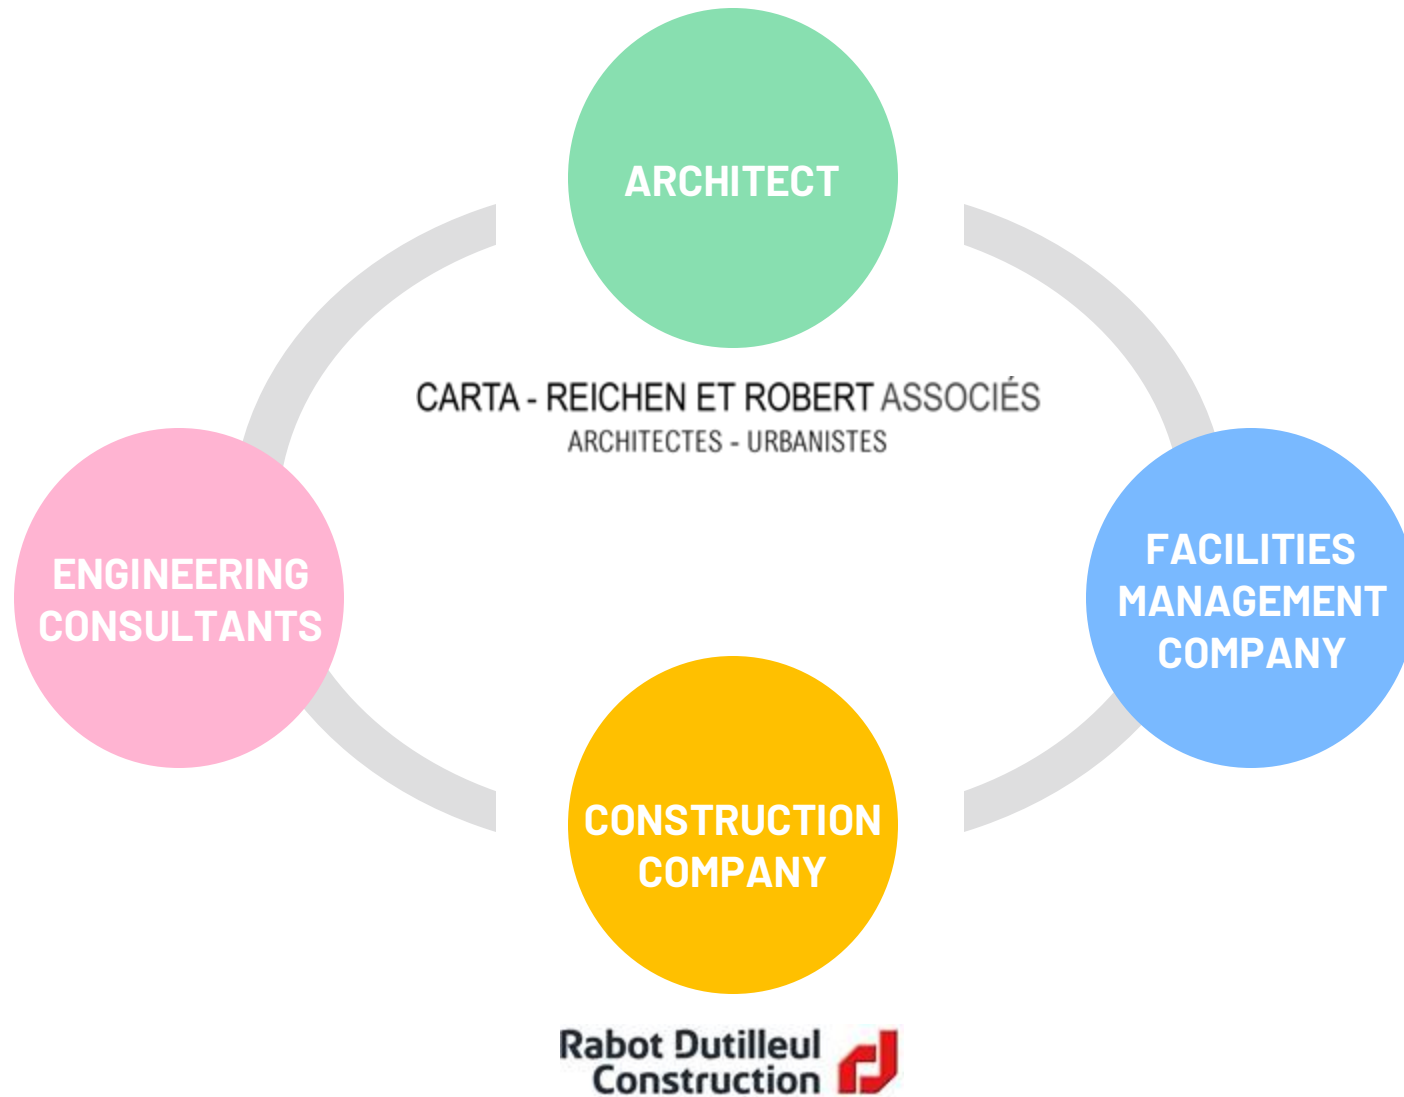 ARCHITECT
CARTA - REICHEN ET ROBERT ASSOCIÉS
ARCHITECTES - URBANISTES
ENGINEERING
CONSULTANTS
FACILITIES
MANAGEMENT
COMPANY
CONSTRUCTION
COMPANY
Rabot Dutilleul
Construction